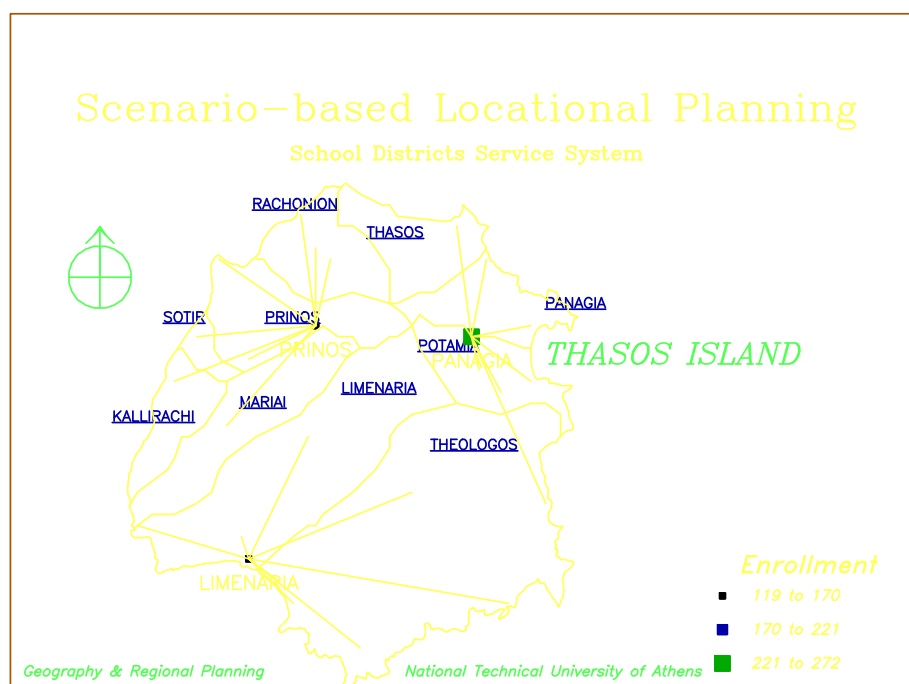 Scenario-based Locational Planning
School Districts Service System
RACHONION
THASOS
PANAGIA
SOTIR
PRINOS
PRINOS
POTAMIA
PANAGIA
THASOS ISLAND
LIMENARIA
MARIAI
KALLIRACHI
THEOLOGOS
LIMENARIA
Enrollment
119 to 170
170 to 221
221 to 272
Geography & Regional Planning
National Technical University of Athens